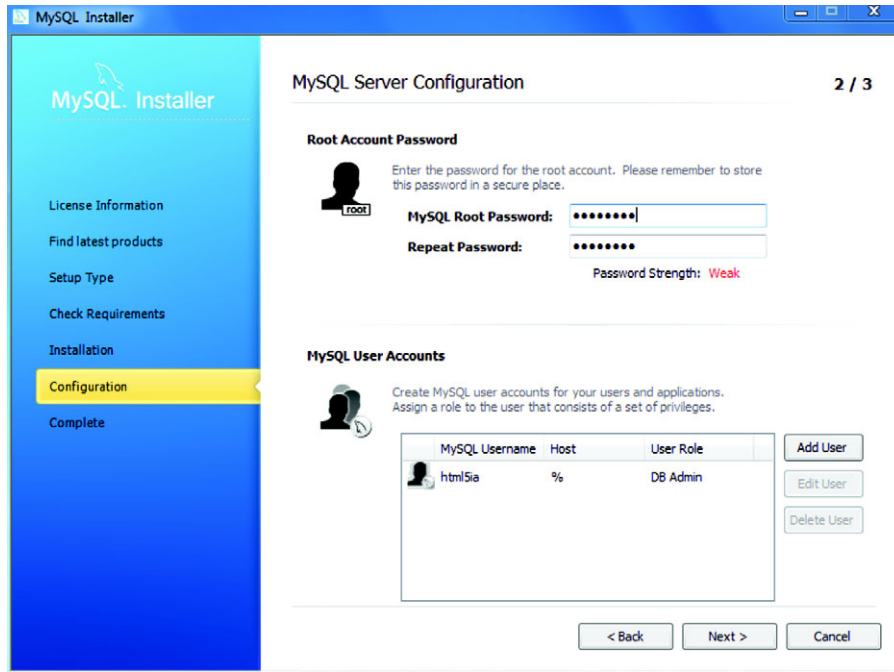 MySQL Installer
MySQL. Installer
License Information
Find latest products
Setup Type
Check Requirements
Installation
Configuration
Complete
MySQL Server Configuration
2 / 3
Root Account Password
Enter the password for the root account. Please remember to store
this password in a secure place.
root
MySQL Root Password: ●●●●●●●●
Repeat Password: ●●●●●●●●
Password Strength: Weak
MySQL User Accounts
Create MySQL user accounts for your users and applications.
Assign a role to the user that consists of a set of privileges.
MySQL Username Host User Role
html5ia % DB Admin
Add User
Edit User
Delete User
< Back Next > Cancel